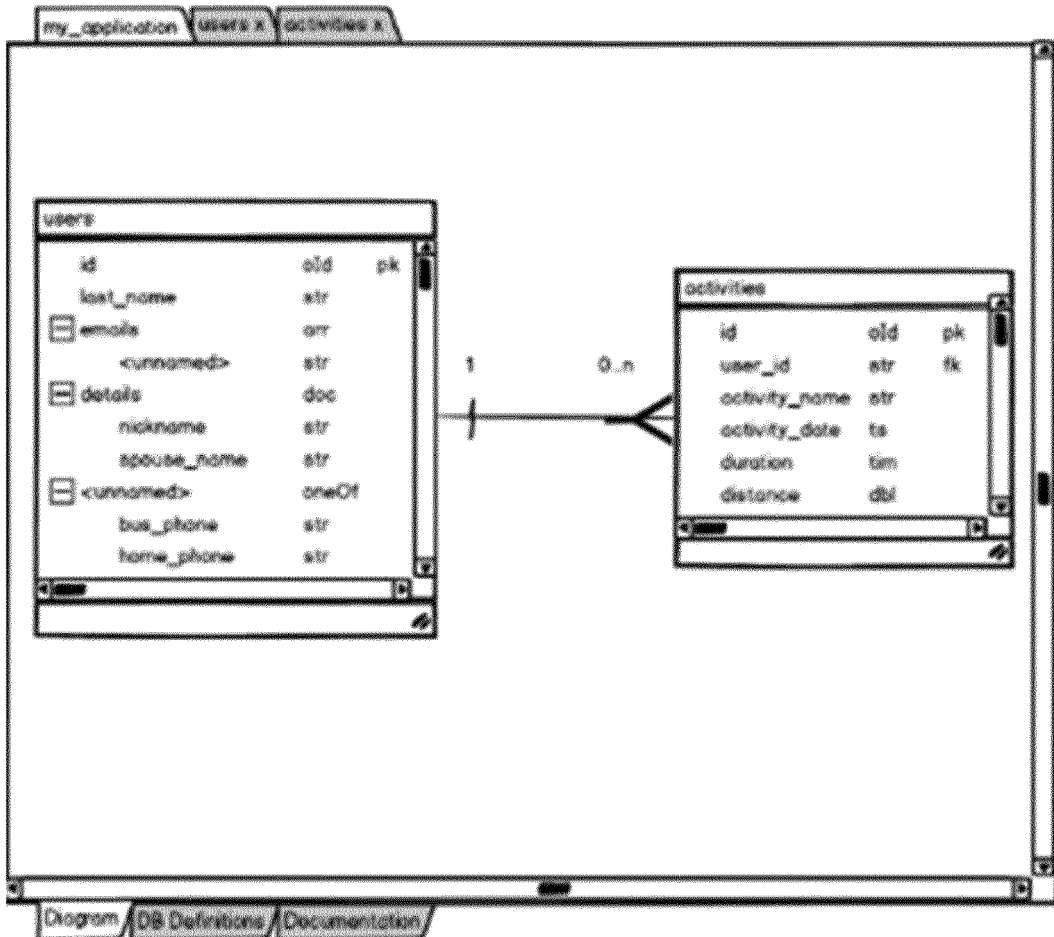 my_application users x activities x
users
id oId pk
last_name str
emails arr
<unnamed> str
details doc
nickname str
spouse_name str
<unnamed> oneOf
bus_phone str
home_phone str
1 0..n
activities
id oId pk
user_id str fk
activity_name str
activity_date ts
duration tim
distance dbl
Diagram DB Definitions Documentation